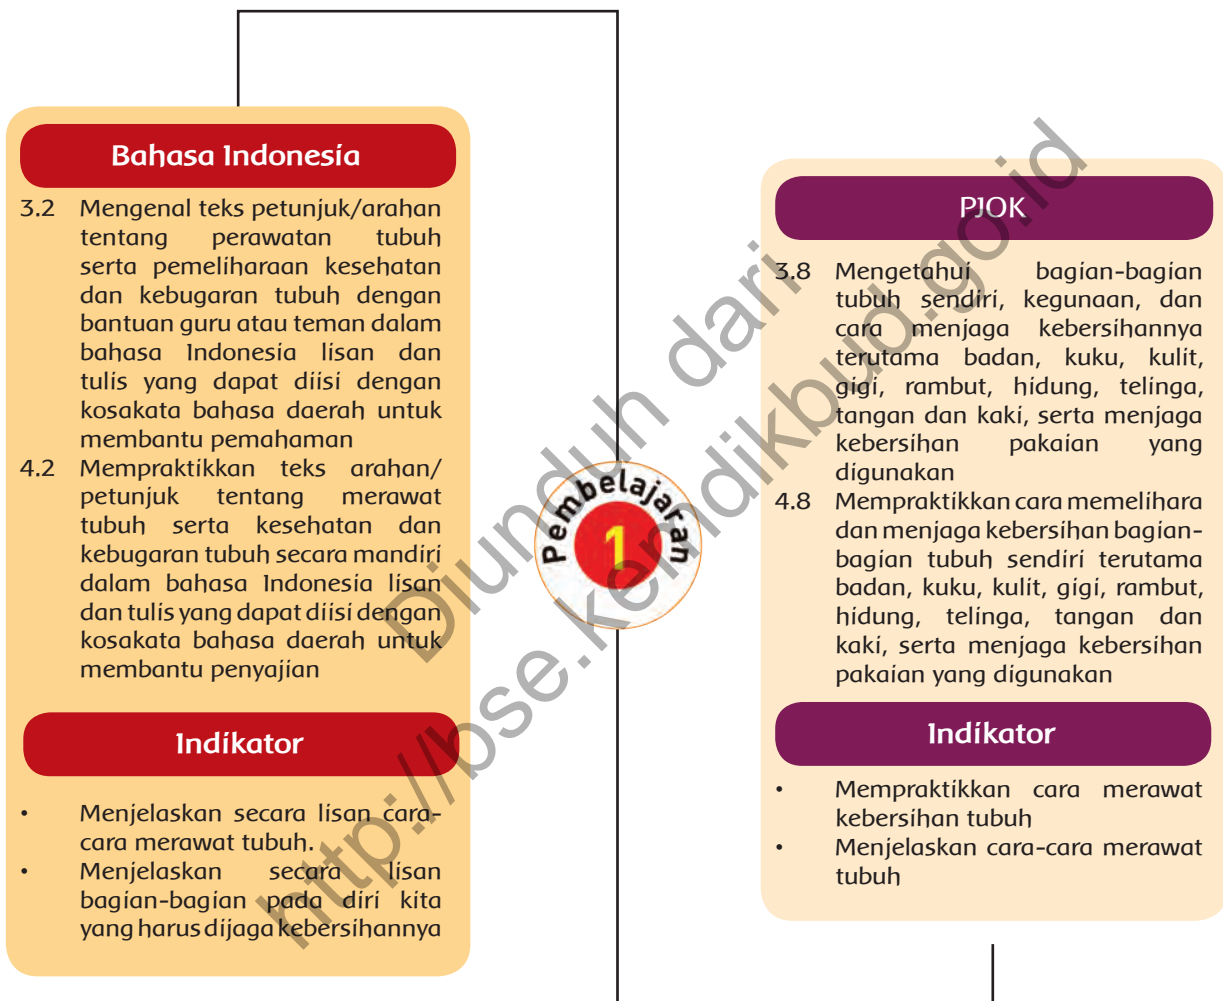 Bahasa Indonesia
3.2 Mengenal teks petunjuk/arahan
tentang perawatan tubuh
serta pemeliharaan kesehatan
dan kebugaran tubuh dengan
bantuan guru atau teman dalam
bahasa Indonesia lisan dan
tulis yang dapat diisi dengan
kosakata bahasa daerah untuk
membantu pemahaman
4.2 Mempraktikkan teks arahan/
petunjuk tentang merawat
tubuh serta kesehatan dan
kebugaran tubuh secara mandiri
dalam bahasa Indonesia lisan
dan tulis yang dapat diisi dengan
kosakata bahasa daerah untuk
membantu penyajian
Indikator
• Menjelaskan secara lisan cara-
cara merawat tubuh.
• Menjelaskan secara lisan
bagian-bagian pada diri kita
yang harus dijaga kebersihannya
Pembelajaran
1
PJOK
3.8 Mengetahui bagian-bagian
tubuh sendiri, kegunaan, dan
cara menjaga kebersihannya
terutama badan, kuku, kulit,
gigi, rambut, hidung, telinga,
tangan dan kaki, serta menjaga
kebersihan pakaian yang
digunakan
4.8 Mempraktikkan cara memelihara
dan menjaga kebersihan bagian-
bagian tubuh sendiri terutama
badan, kuku, kulit, gigi, rambut,
hidung, telinga, tangan dan
kaki, serta menjaga kebersihan
pakaian yang digunakan
Indikator
• Mempraktikkan cara merawat
kebersihan tubuh
• Menjelaskan cara-cara merawat
tubuh
Diunduh dari
http://bse.kemdikbud.go.id